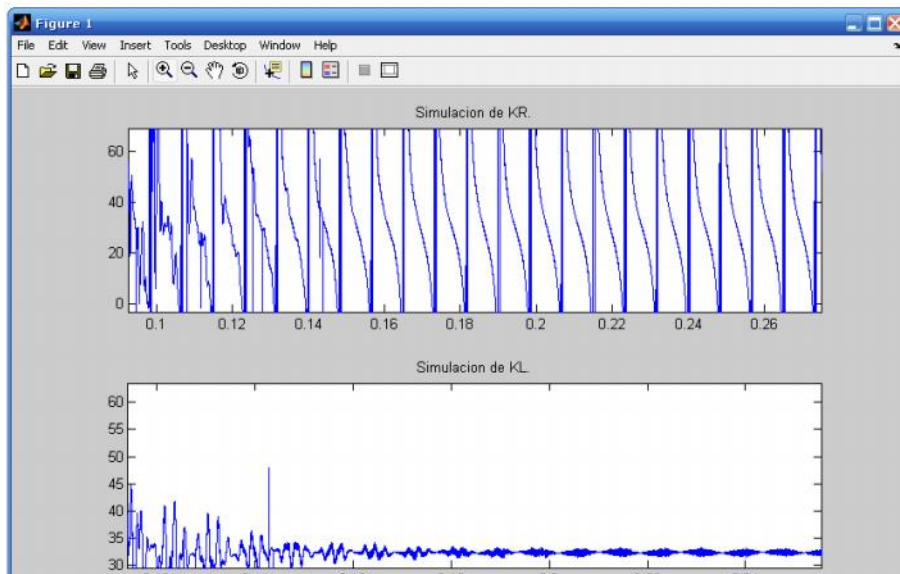 Figure 1
File Edit View Insert Tools Desktop Window Help
Simulacion de KR.
60
40
20
0
0.1 0.12 0.14 0.16 0.18 0.2 0.22 0.24 0.26
Simulacion de KL.
60
55
50
45
40
35
30